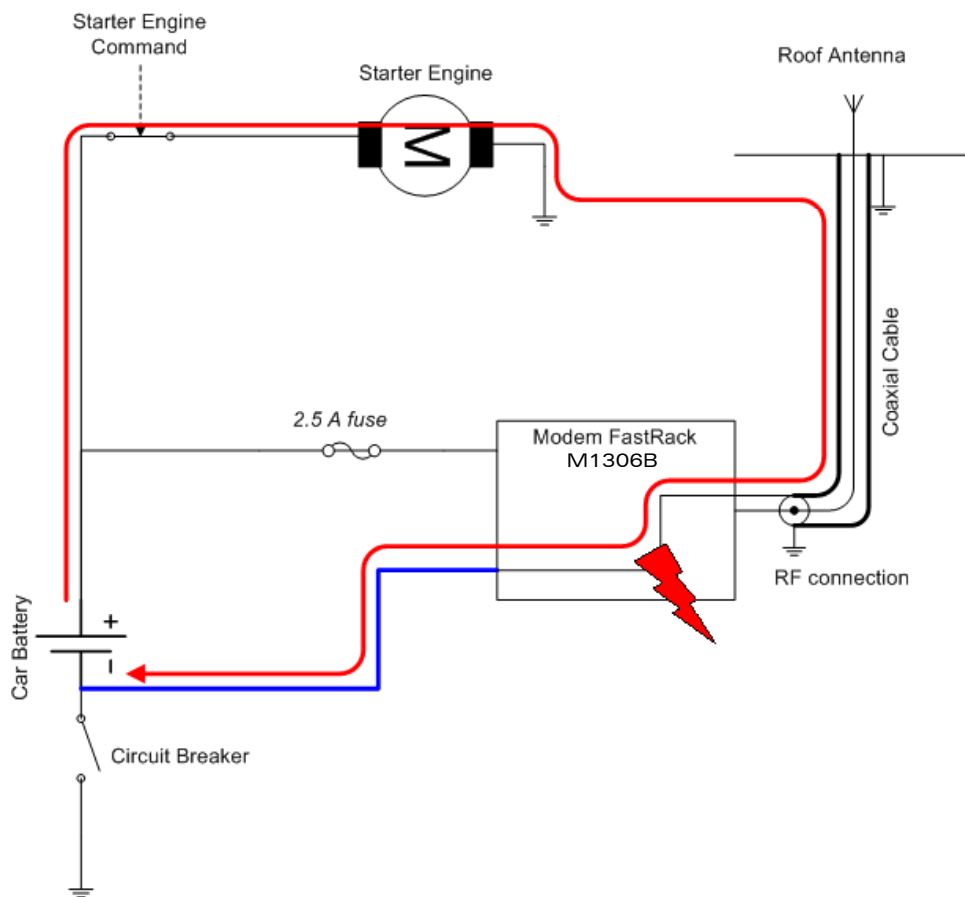 Starter Engine
Command
Starter Engine
M
Roof Antenna
Coaxial Cable
2.5 A fuse
Modem FastRack
M1306B
RF connection
Car Battery
+
–
Circuit Breaker